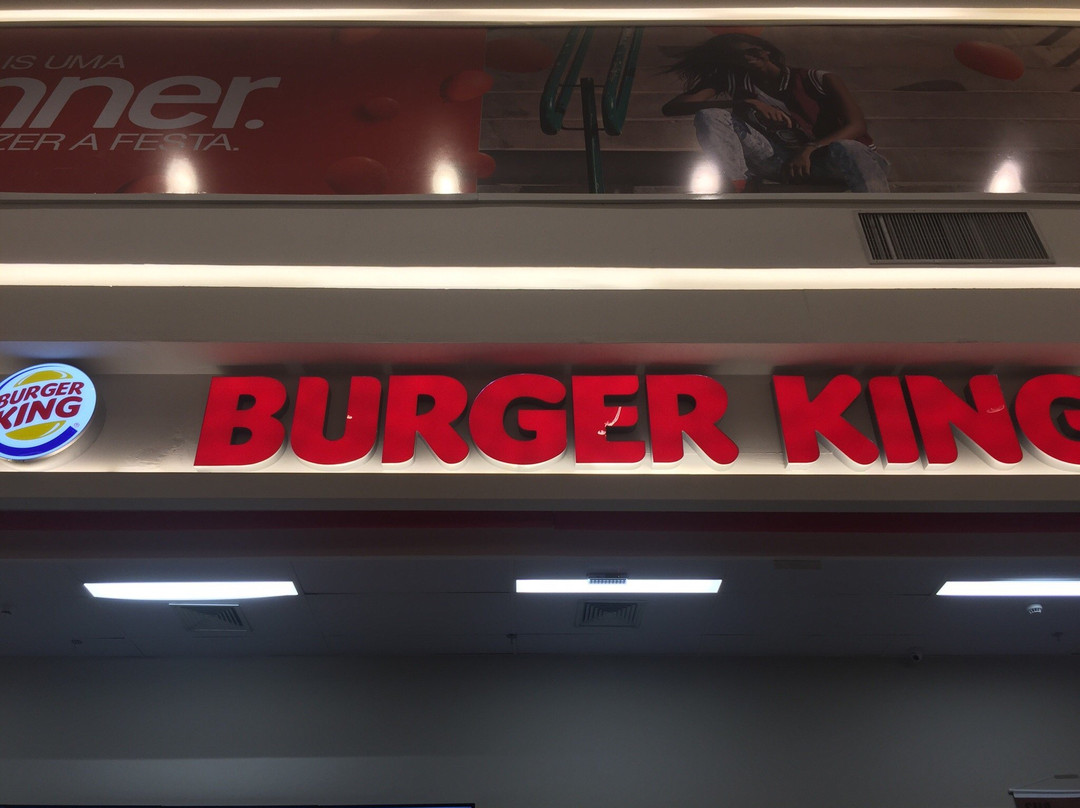 IS UMA
nner.
ZER A FESTA.
BURGER
KING
BURGER KING